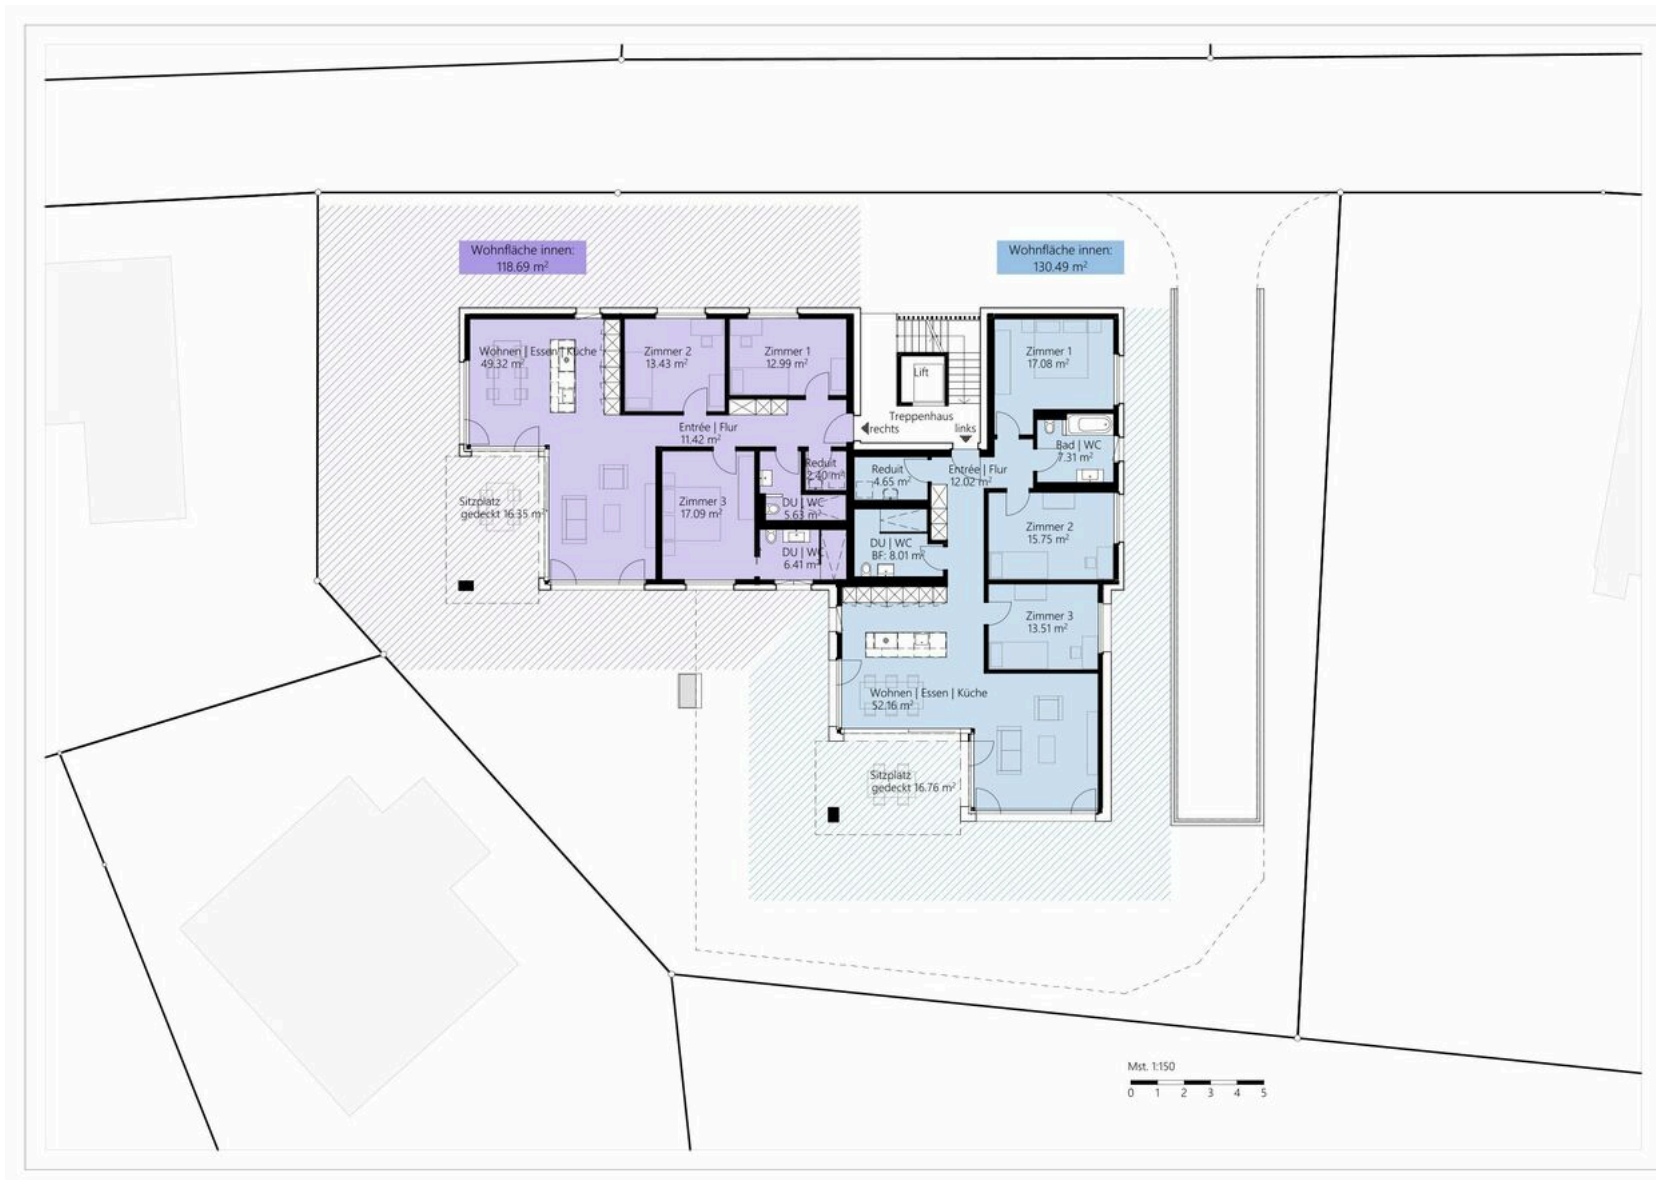 Wohnfläche innen:
118.69 m²
Wohnfläche innen:
130.49 m²
Wohnen | Essen | Küche
49.32 m²
Zimmer 2
13.43 m²
Zimmer 1
12.99 m²
Lift
Zimmer 1
17.08 m²
Treppenhaus
rechts
links
Entrée | Flur
11.42 m²
Bad | WC
7.31 m²
Reduit
2.40 m²
Reduit
4.65 m²
Entrée | Flur
12.02 m²
Sitzplatz
gedeckt 16.35 m²
Zimmer 3
17.09 m²
DU | WC
5.63 m²
Zimmer 2
15.75 m²
DU | WC
6.41 m²
DU | WC
BF: 8.01 m²
Zimmer 3
13.51 m²
Wohnen | Essen | Küche
52.16 m²
Sitzplatz
gedeckt 16.76 m²
Mst. 1:150
0 1 2 3 4 5